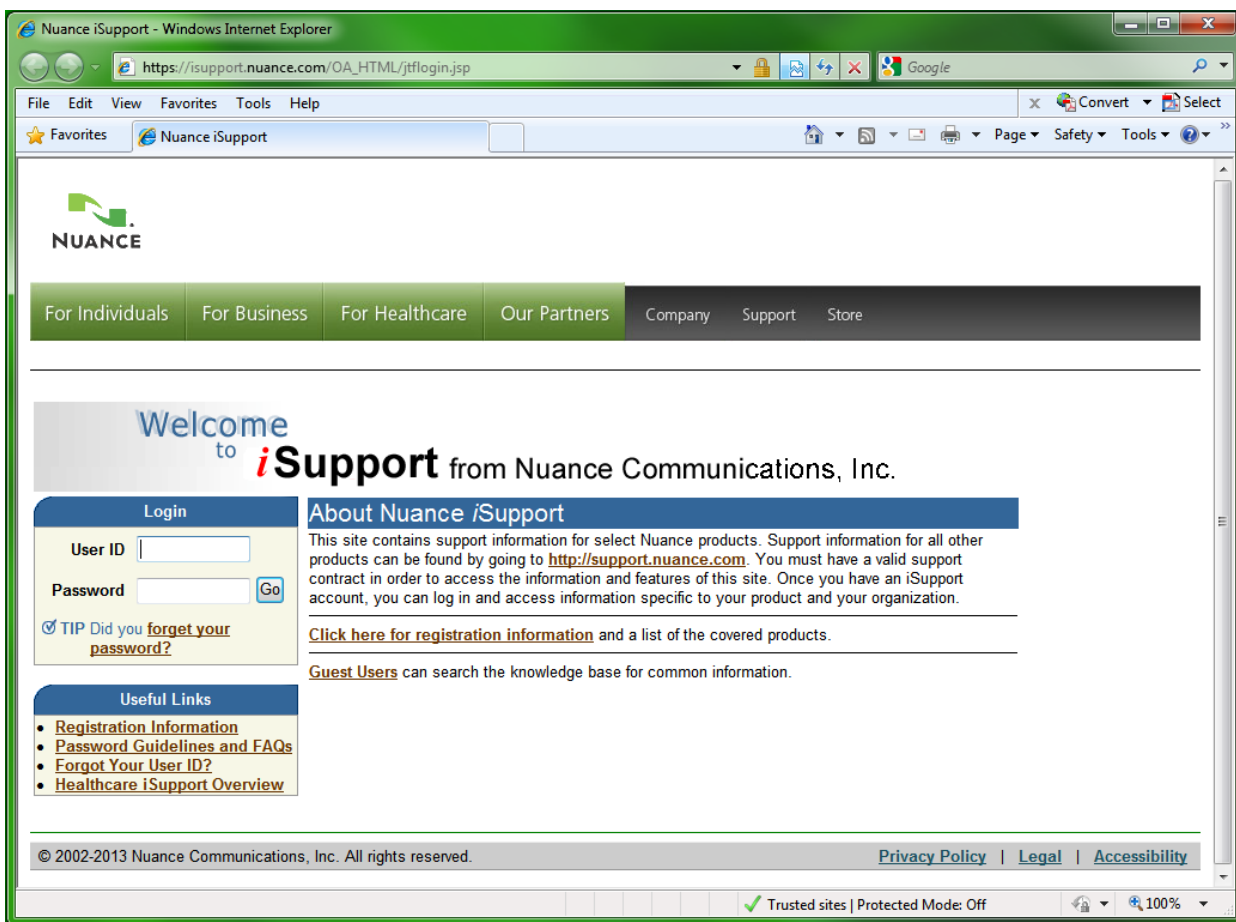 Nuance iSupport - Windows Internet Explorer
https://isupport.nuance.com/OA_HTML/jtflogin.jsp
Google
File Edit View Favorites Tools Help
x Convert Select
Favorites Nuance iSupport
Page Safety Tools
NUANCE
For Individuals For Business For Healthcare Our Partners Company Support Store
Welcome
to iSupport from Nuance Communications, Inc.
Login
User ID
Password Go
TIP Did you forget your
password?
Useful Links
Registration Information
Password Guidelines and FAQs
Forgot Your User ID?
Healthcare iSupport Overview
About Nuance iSupport
This site contains support information for select Nuance products. Support information for all other
products can be found by going to http://support.nuance.com. You must have a valid support
contract in order to access the information and features of this site. Once you have an iSupport
account, you can log in and access information specific to your product and your organization.
Click here for registration information and a list of the covered products.
Guest Users can search the knowledge base for common information.
© 2002-2013 Nuance Communications, Inc. All rights reserved. Privacy Policy | Legal | Accessibility
Trusted sites | Protected Mode: Off 100%